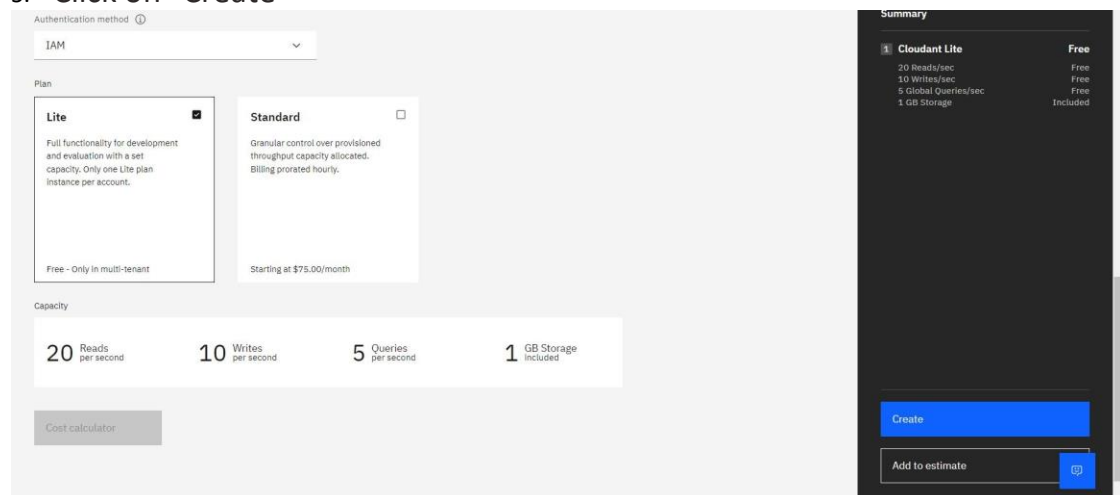 Click on "Create"
Authentication method
IAM
Plan
Lite
Full functionality for development
and evaluation with a set
capacity. Only one Lite plan
instance per account.
Free - Only in multi-tenant
Standard
Granular control over provisioned
throughput capacity allocated.
Billing prorated hourly.
Starting at $75.00/month
Capacity
20 Reads per second
10 Writes per second
5 Queries per second
1 GB Storage Included
Cost calculator
Summary
1 Cloudant Lite Free
20 Reads/sec Free
10 Writes/sec Free
5 Global Queries/sec Free
1 GB Storage Included
Create
Add to estimate